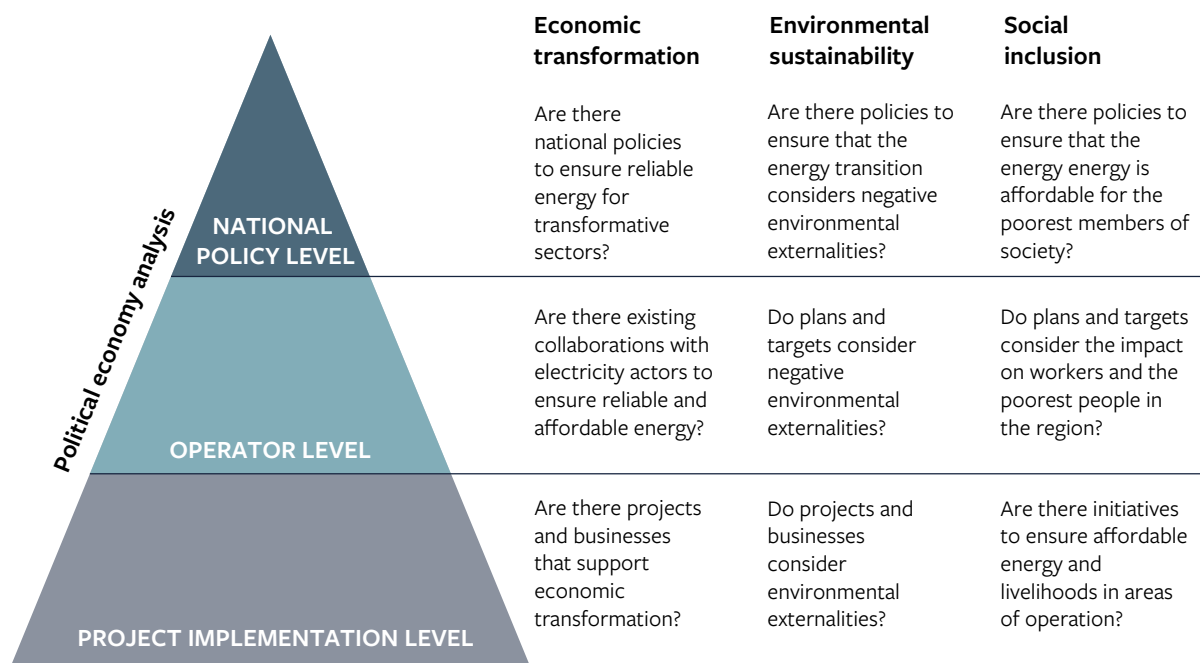 Economic
transformation
Environmental
sustainability
Social
inclusion
Political economy analysis
NATIONAL
POLICY LEVEL
Are there
national policies
to ensure reliable
energy for
transformative
sectors?
Are there policies to
ensure that the
energy transition
considers negative
environmental
externalities?
Are there policies to
ensure that the
energy energy is
affordable for the
poorest members of
society?
OPERATOR LEVEL
Are there existing
collaborations with
electricity actors to
ensure reliable and
affordable energy?
Do plans and
targets consider
negative
environmental
externalities?
Do plans and targets
consider the impact
on workers and the
poorest people in
the region?
PROJECT IMPLEMENTATION LEVEL
Are there projects
and businesses
that support
economic
transformation?
Do projects and
businesses
consider
environmental
externalities?
Are there initiatives
to ensure affordable
energy and
livelihoods in areas
of operation?